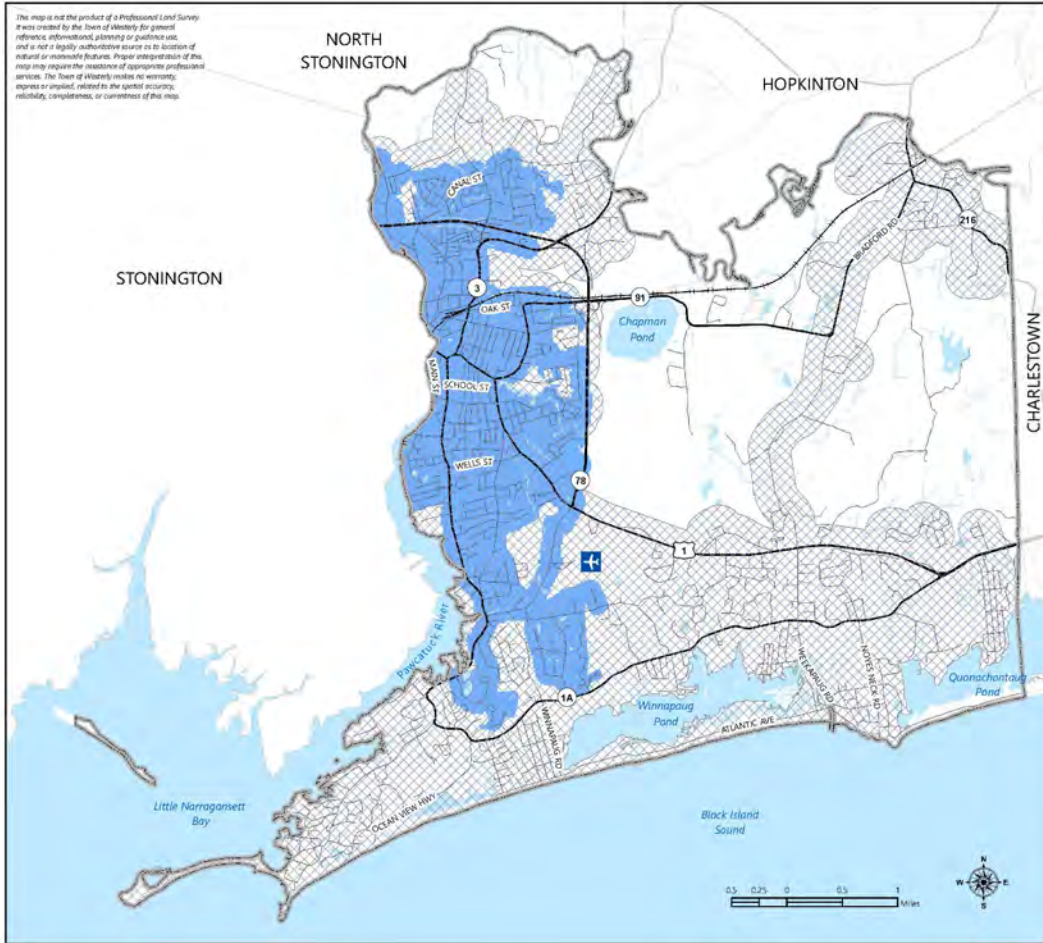 This map is not the product of a Professional Land Survey.
It was created by the Town of Westerly for general
reference, informational, planning or guidance use,
and is not a legally authoritative source as to location of
natural or manmade features. Proper interpretation of this
map may require the assistance of appropriate professional
services. The Town of Westerly makes no warranty,
express or implied, related to the spatial accuracy,
reliability, completeness, or currentness of this map.
NORTH
STONINGTON
HOPKINTON
CANAL ST
216
BRADFORD RD
STONINGTON
3
91
OAK ST
Chapman
Pond
CHARLESTOWN
MAIN ST
SCHOOL ST
WELLS ST
78
1
Pawcatuck River
WEEKAPAUG RD
NOYES NECK RD
Quonachontaug
Pond
1A
Winnapaug
Pond
WINNAPAUG RD
ATLANTIC AVE
Little Narragansett
Bay
OCEAN VIEW HWY
Block Island
Sound
N
W
E
S
0.5 0.25 0 0.5 1
Miles